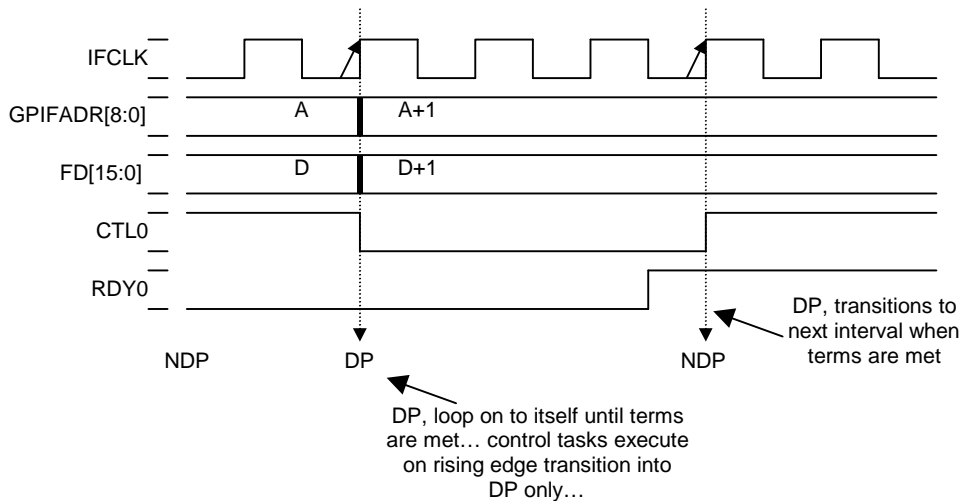 IFCLK
GPIFADR[8:0]
A
A+1
FD[15:0]
D
D+1
CTL0
RDY0
NDP
DP
NDP
DP, transitions to
next interval when
terms are met
DP, loop on to itself until terms
are met… control tasks execute
on rising edge transition into
DP only…